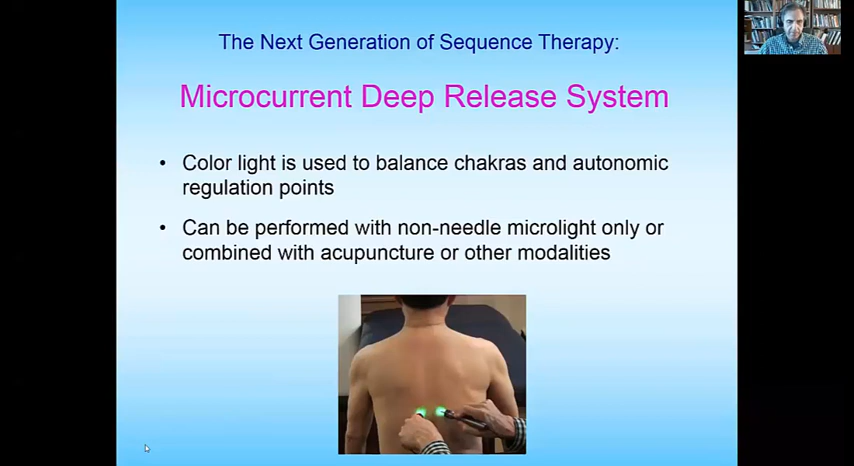 The Next Generation of Sequence Therapy:
Microcurrent Deep Release System
• Color light is used to balance chakras and autonomic
regulation points
• Can be performed with non-needle microlight only or
combined with acupuncture or other modalities